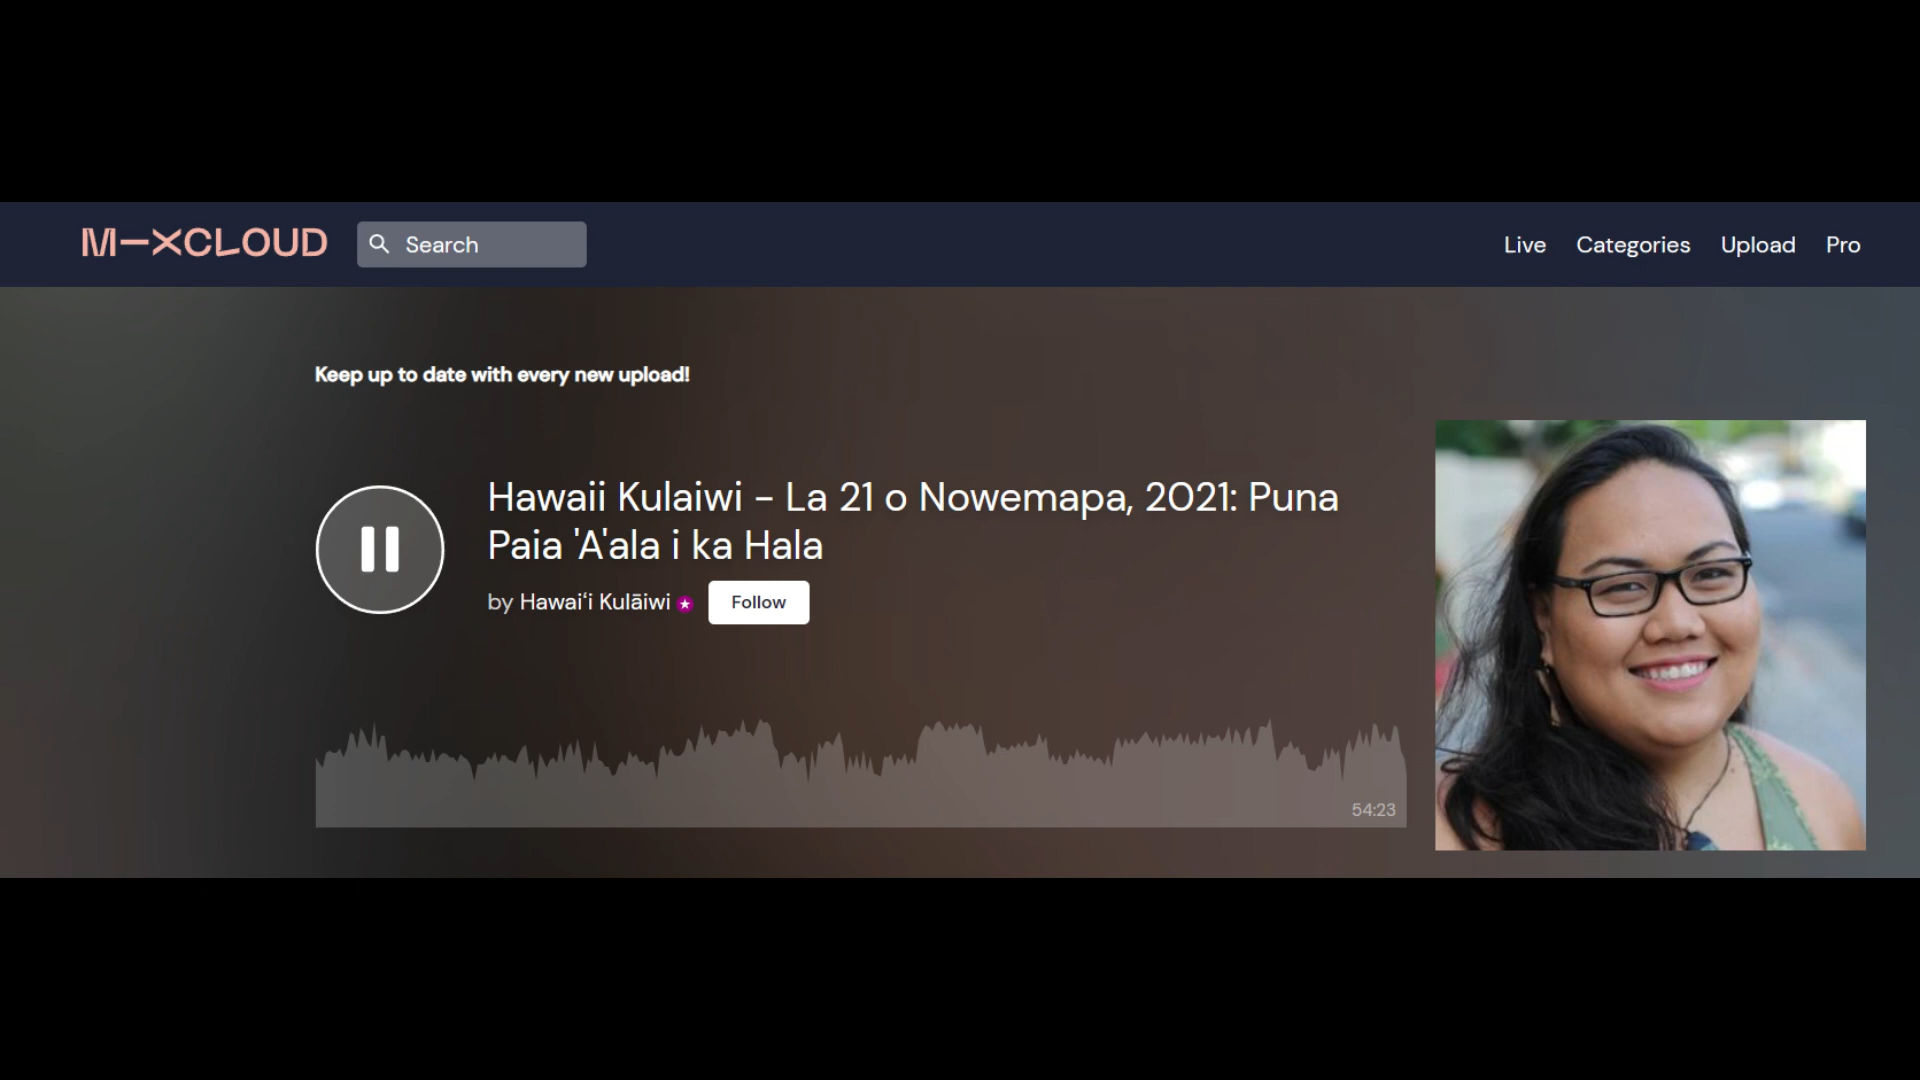 MIXCLOUD
Search
Live
Categories
Upload
Pro
Keep up to date with every new upload!
Hawaii Kulaiwi - La 21 o Nowemapa, 2021: Puna
Paia 'A'ala i ka Hala
by Hawaiʻi Kulāiwi
Follow
54:23